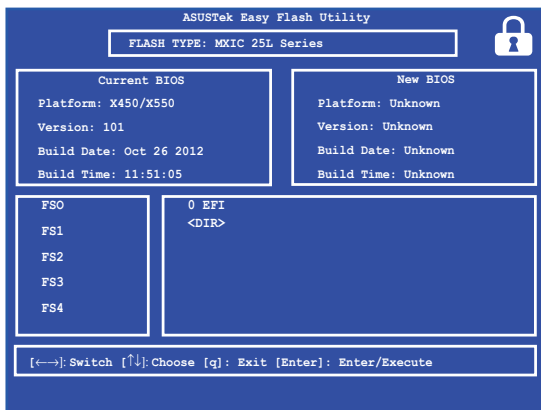 ASUSTek Easy Flash Utility
FLASH TYPE: MXIC 25L Series
Current BIOS
Platform: X450/X550
Version: 101
Build Date: Oct 26 2012
Build Time: 11:51:05
New BIOS
Platform: Unknown
Version: Unknown
Build Date: Unknown
Build Time: Unknown
FSO
FS1
FS2
FS3
FS4
0 EFI
<DIR>
[←→]: Switch [↑↓]: Choose [q]: Exit [Enter]: Enter/Execute